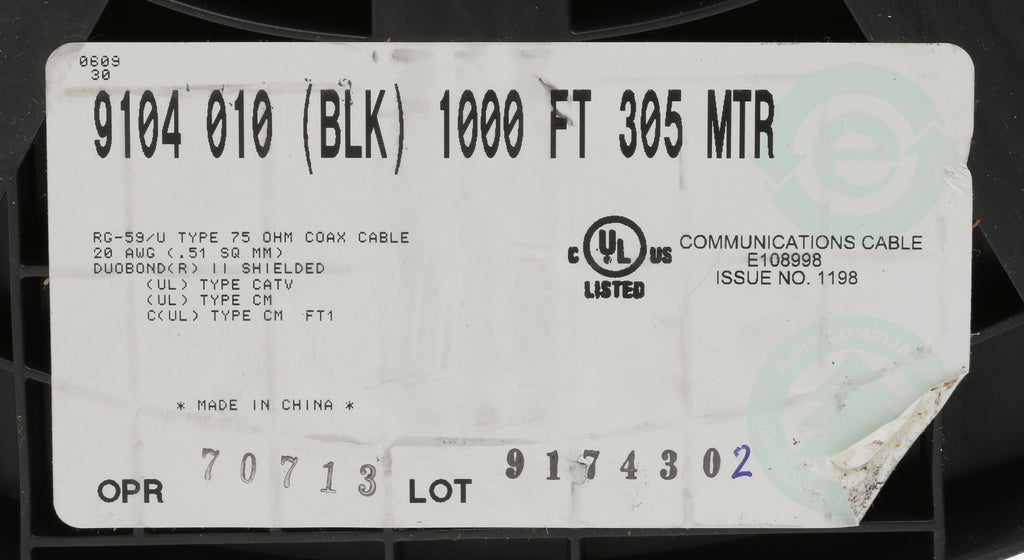 0609
30
9104 010 (BLK) 1000 FT 305 MTR
e
RG-59/U TYPE 75 OHM COAX CABLE
20 AWG (.51 SQ MM)
DUOBOND(R) II SHIELDED
(UL) TYPE CATV
(UL) TYPE CM
C(UL) TYPE CM FT1
C UL US
LISTED
COMMUNICATIONS CABLE
E108998
ISSUE NO. 1198
RoHS COMPLIA
* MADE IN CHINA *
OPR 70713 LOT 9174302